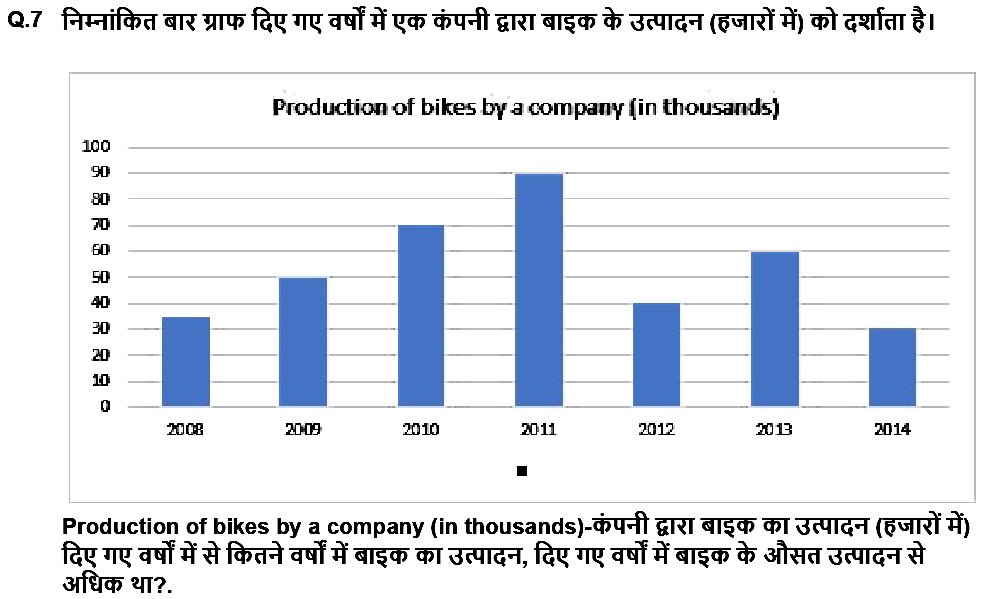 Q.7 निम्नांकित बार ग्राफ दिए गए वर्षों में एक कंपनी द्वारा बाइक के उत्पादन (हजारों में) को दर्शाता है।
Production of bikes by a company (in thousands)
100
90
80
70
60
50
40
30
20
10
0
2008 2009 2010 2011 2012 2013 2014
Production of bikes by a company (in thousands)-कंपनी द्वारा बाइक का उत्पादन (हजारों में)
दिए गए वर्षों में से कितने वर्षों में बाइक का उत्पादन, दिए गए वर्षों में बाइक के औसत उत्पादन से
अधिक था?.